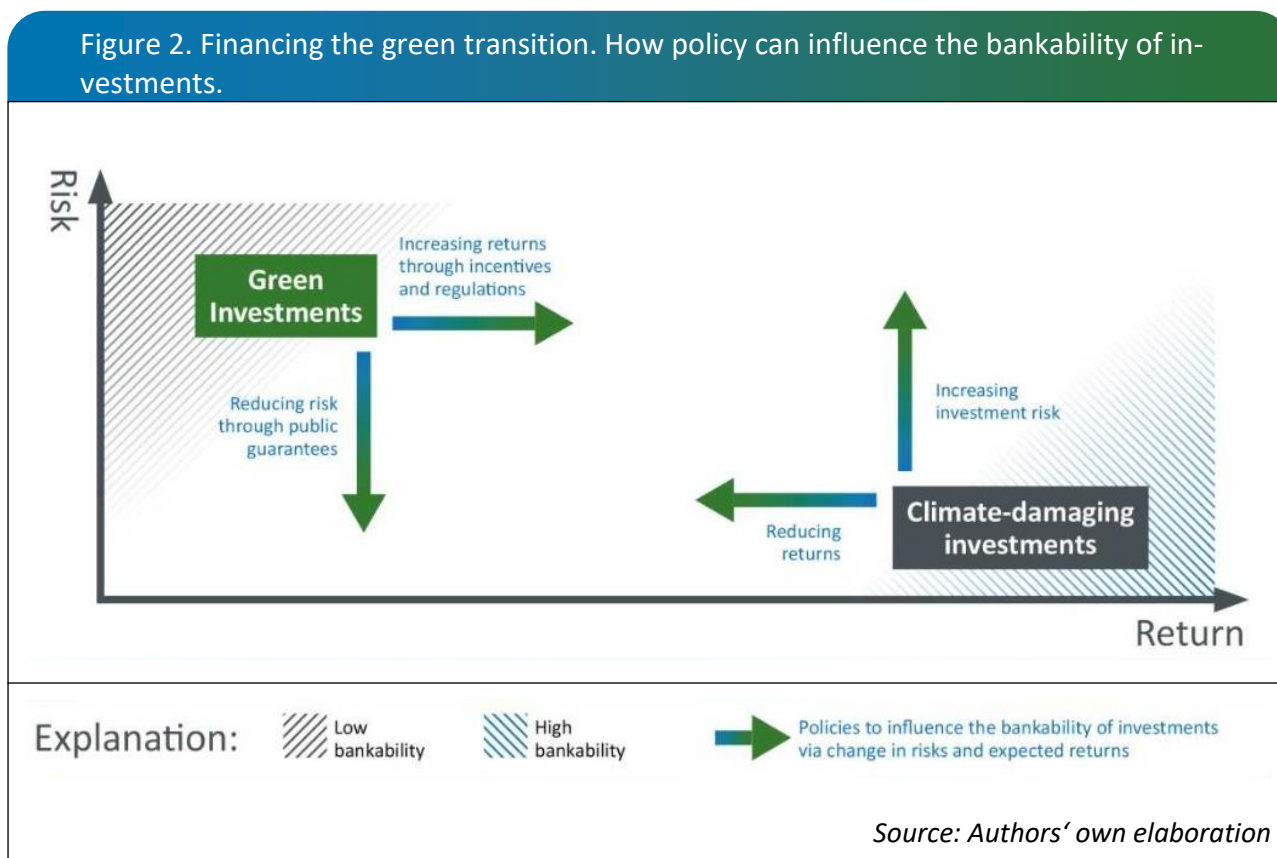 Figure 2. Financing the green transition. How policy can influence the bankability of in-
vestments.
Risk
Green
Investments
Increasing returns
through incentives
and regulations
Reducing risk
through public
guarantees
Increasing
investment risk
Reducing
returns
Climate-damaging
investments
Return
Explanation:
Low
bankability
High
bankability
Policies to influence the bankability of investments
via change in risks and expected returns
Source: Authors‘ own elaboration